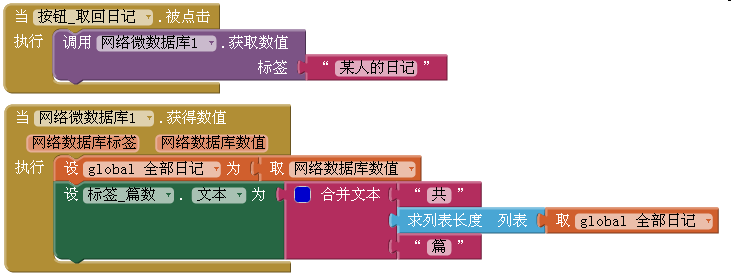 当 按钮_取回日记 .被点击
执行 调用 网络微数据库1 .获取数值
标签 “ 某人的日记 ”
当 网络微数据库1 .获得数值
网络数据库标签 网络数据库数值
执行 设 global 全部日记 为 取 网络数据库数值
设 标签_篇数 . 文本 为 合并文本 “ 共 ”
求列表长度 列表 取 global 全部日记
“ 篇 ”